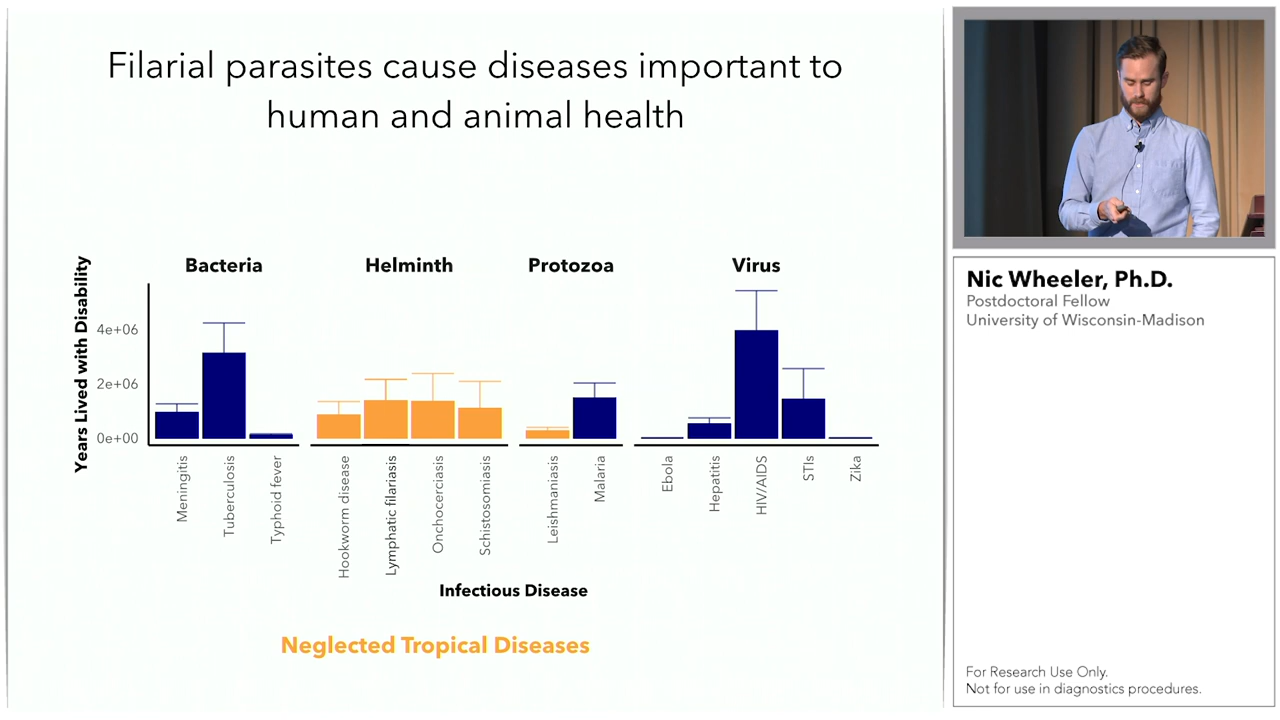 Filarial parasites cause diseases important to
human and animal health
Years Lived with Disability
4e+06
2e+06
0e+00
Bacteria
Helminth
Protozoa
Virus
Meningitis
Tuberculosis
Typhoid fever
Hookworm disease
Lymphatic filariasis
Onchocerciasis
Schistosomiasis
Leishmaniasis
Malaria
Ebola
Hepatitis
HIV/AIDS
STIs
Zika
Infectious Disease
Neglected Tropical Diseases
Nic Wheeler, Ph.D.
Postdoctoral Fellow
University of Wisconsin-Madison
For Research Use Only.
Not for use in diagnostics procedures.